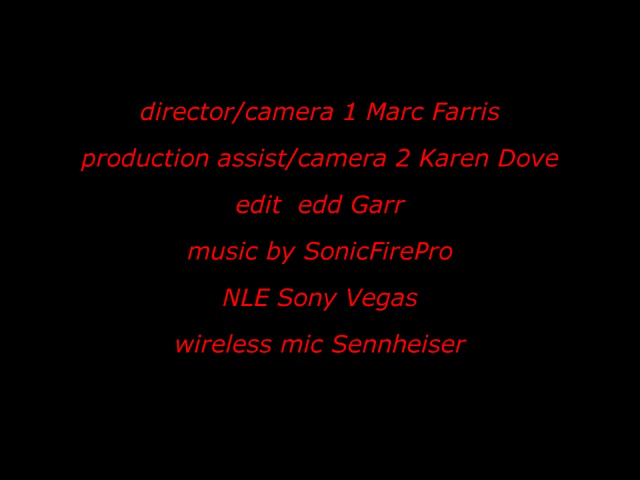 director/camera 1 Marc Farris
production assist/camera 2 Karen Dove
edit  edd Garr
music by SonicFirePro
NLE Sony Vegas
wireless mic Sennheiser